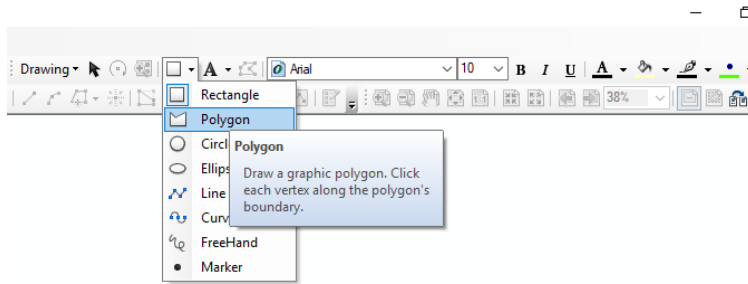 Drawing A Arial 10 B I U A
38%
Rectangle
Polygon
Circl
Polygon
Ellips
Draw a graphic polygon. Click
Line
each vertex along the polygon's
boundary.
Curv
FreeHand
Marker